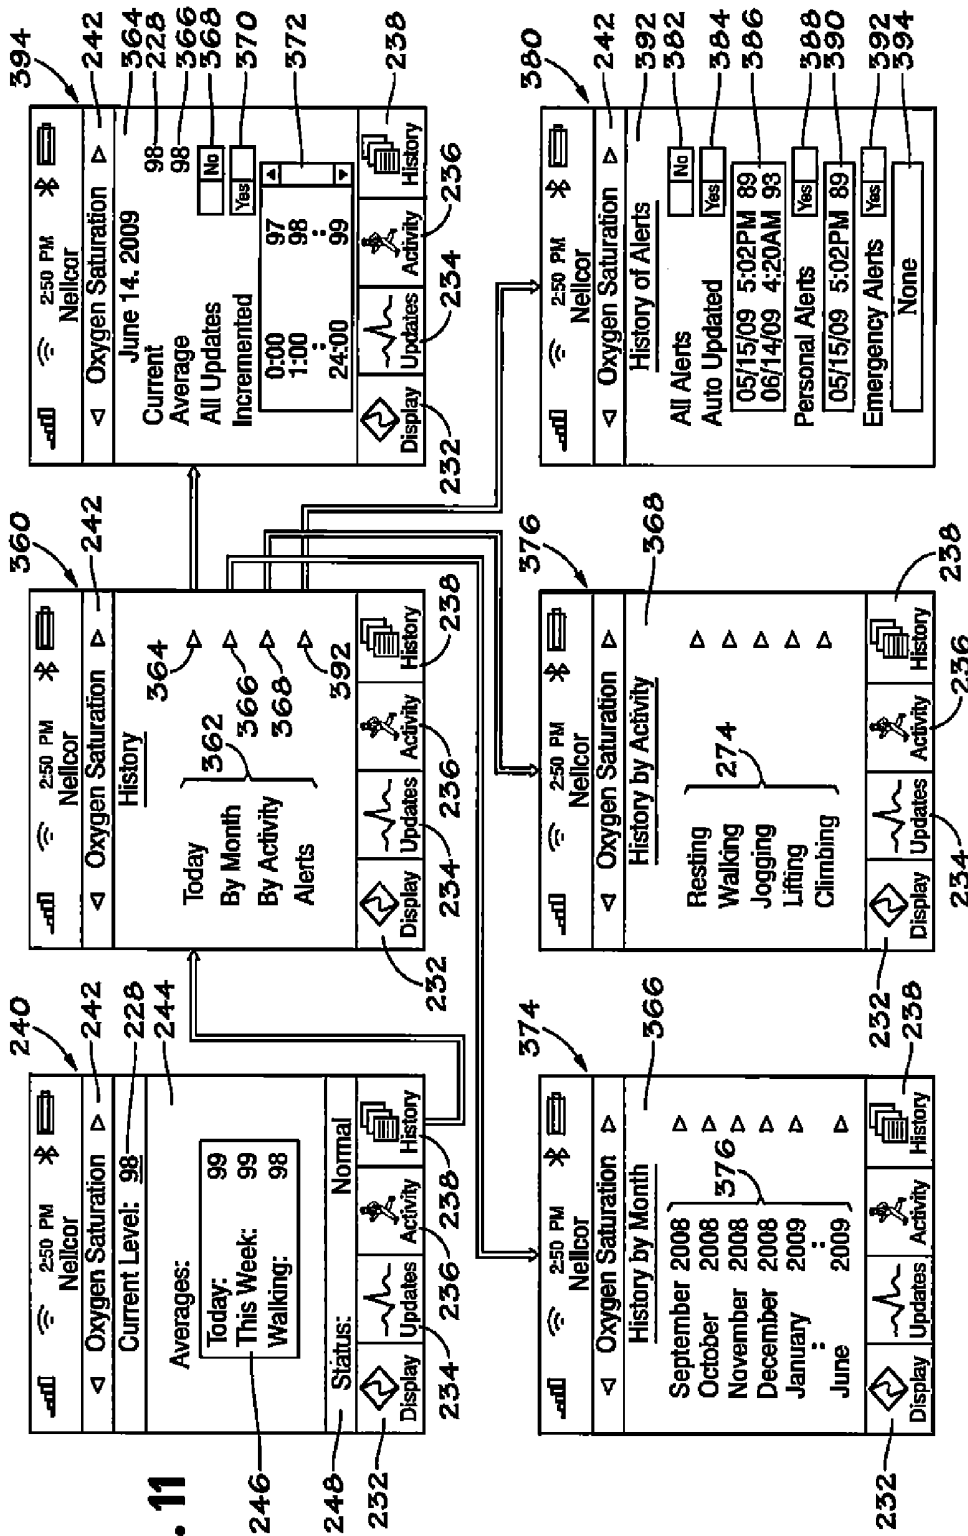 . 11
240
2:50 PM
Nellcor
Oxygen Saturation
242
Current Level: 98
228
244
Averages:
Today: 99
This Week: 99
Walking: 98
246
Status: Normal
248
Display
Updates
Activity
History
232
234
236
238
360
2:50 PM
Nellcor
Oxygen Saturation
242
History
362
Today
364
By Month
366
By Activity
368
Alerts
392
Display
Updates
Activity
History
232
234
236
238
394
2:50 PM
Nellcor
Oxygen Saturation
242
June 14. 2009
364
Current 98
228
Average 98
366
All Updates No
368
Incremented Yes
370
0:00 97
1:00 98
24:00 99
372
Display
Updates
Activity
History
232
234
236
238
374
2:50 PM
Nellcor
Oxygen Saturation
History by Month
366
September 2008
October 2008
November 2008
December 2008
January 2009
June 2009
376
Display
Updates
Activity
History
232
238
376
2:50 PM
Nellcor
Oxygen Saturation
History by Activity
368
Resting
Walking
Jogging
Lifting
Climbing
274
Display
Updates
Activity
History
232
234
236
238
380
2:50 PM
Nellcor
Oxygen Saturation
242
History of Alerts
392
All Alerts No
382
Auto Updated Yes
384
05/15/09 5:02PM 89
06/14/09 4:20AM 93
386
Personal Alerts Yes
388
05/15/09 5:02PM 89
390
Emergency Alerts Yes
392
None
394